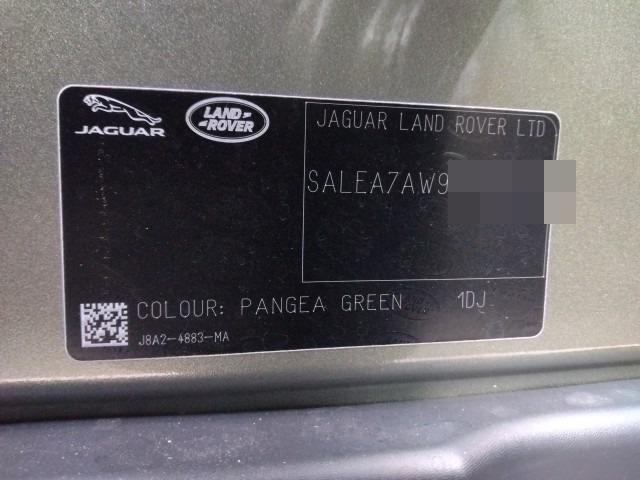 JAGUAR
LAND
ROVER
JAGUAR LAND ROVER LTD
SALEA7AW9
COLOUR: PANGEA GREEN 1DJ
J8A2-4883-MA